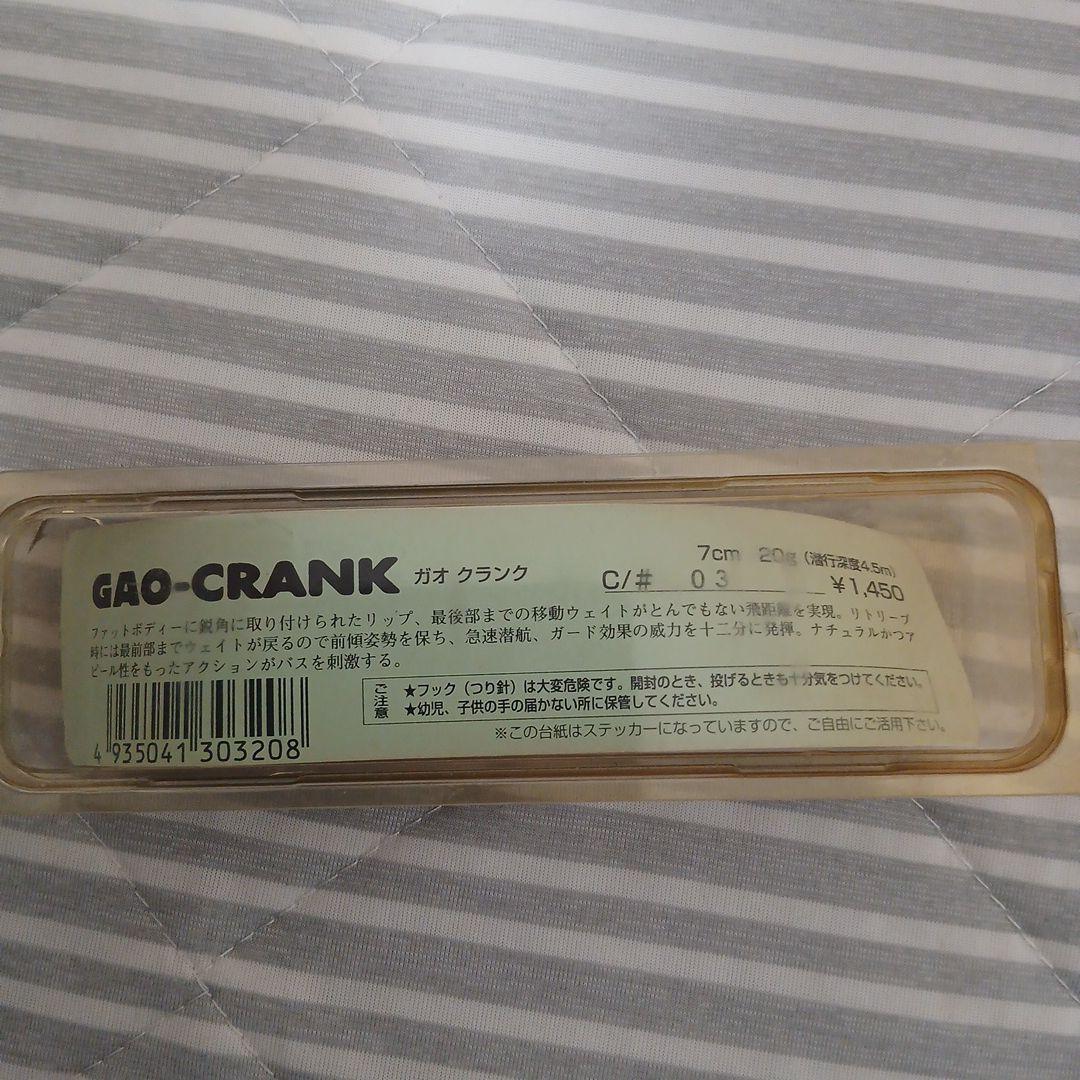 GAO-CRANK ガオ クランク
7cm 20g (潜行深度4.5m)
C/# 03 ¥1,450
ファットボディーに鋭角に取り付けられたリップ、最後部までの移動ウェイトがとんでもない飛距離を実現。リトリーブ
時には最前部までウェイトが戻るので前傾姿勢を保ち、急速潜航、ガード効果の威力を十二分に発揮。ナチュラルかつア
ピール性をもったアクションがバスを刺激する。
ご注意
★フック(つり針)は大変危険です。開封のとき、投げるときも十分気をつけてください。
★幼児、子供の手の届かない所に保管してください。
※この台紙はステッカーになっていますので、ご自由にご活用下さい。
4 935041 303208